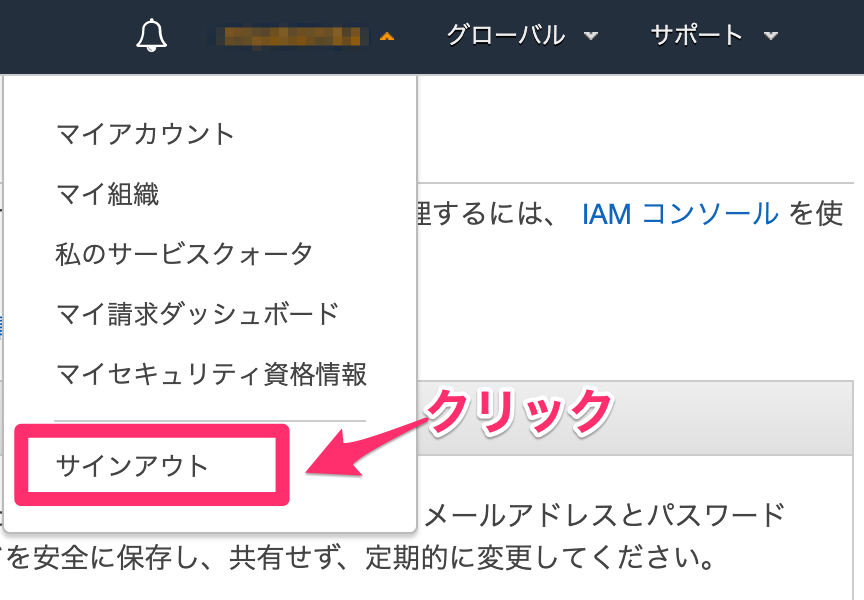 グローバル サポート
マイアカウント
マイ組織
理するには、 IAM コンソール を使
私のサービスクォータ
マイ請求ダッシュボード
マイセキュリティ資格情報
クリック
サインアウト
メールアドレスとパスワード
を安全に保存し、共有せず、定期的に変更してください。